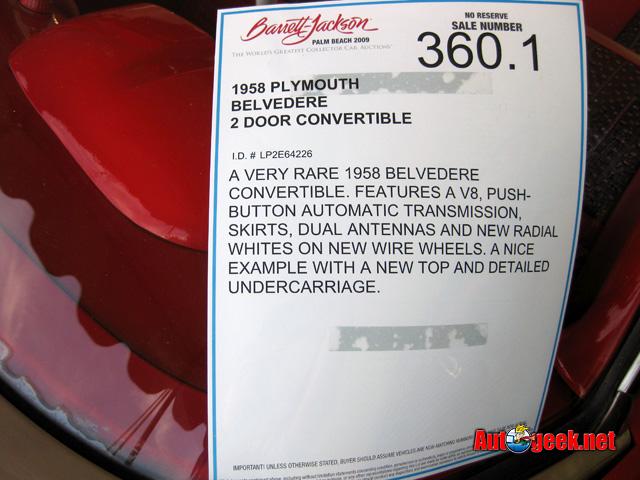 Barrett-Jackson
PALM BEACH 2009
THE WORLD'S GREATEST COLLECTOR CAR AUCTIONS
NO RESERVE
SALE NUMBER
360.1
1958 PLYMOUTH
BELVEDERE
2 DOOR CONVERTIBLE
I.D. # LP2E64226
A VERY RARE 1958 BELVEDERE
CONVERTIBLE. FEATURES A V8, PUSH-
BUTTON AUTOMATIC TRANSMISSION,
SKIRTS, DUAL ANTENNAS AND NEW RADIAL
WHITES ON NEW WIRE WHEELS. A NICE
EXAMPLE WITH A NEW TOP AND DETAILED
UNDERCARRIAGE.
IMPORTANT! UNLESS OTHERWISE STATED, BUYER SHOULD ASSUME VEHICLES ARE NON-MATCHING NUMBERS
Autogeek.net